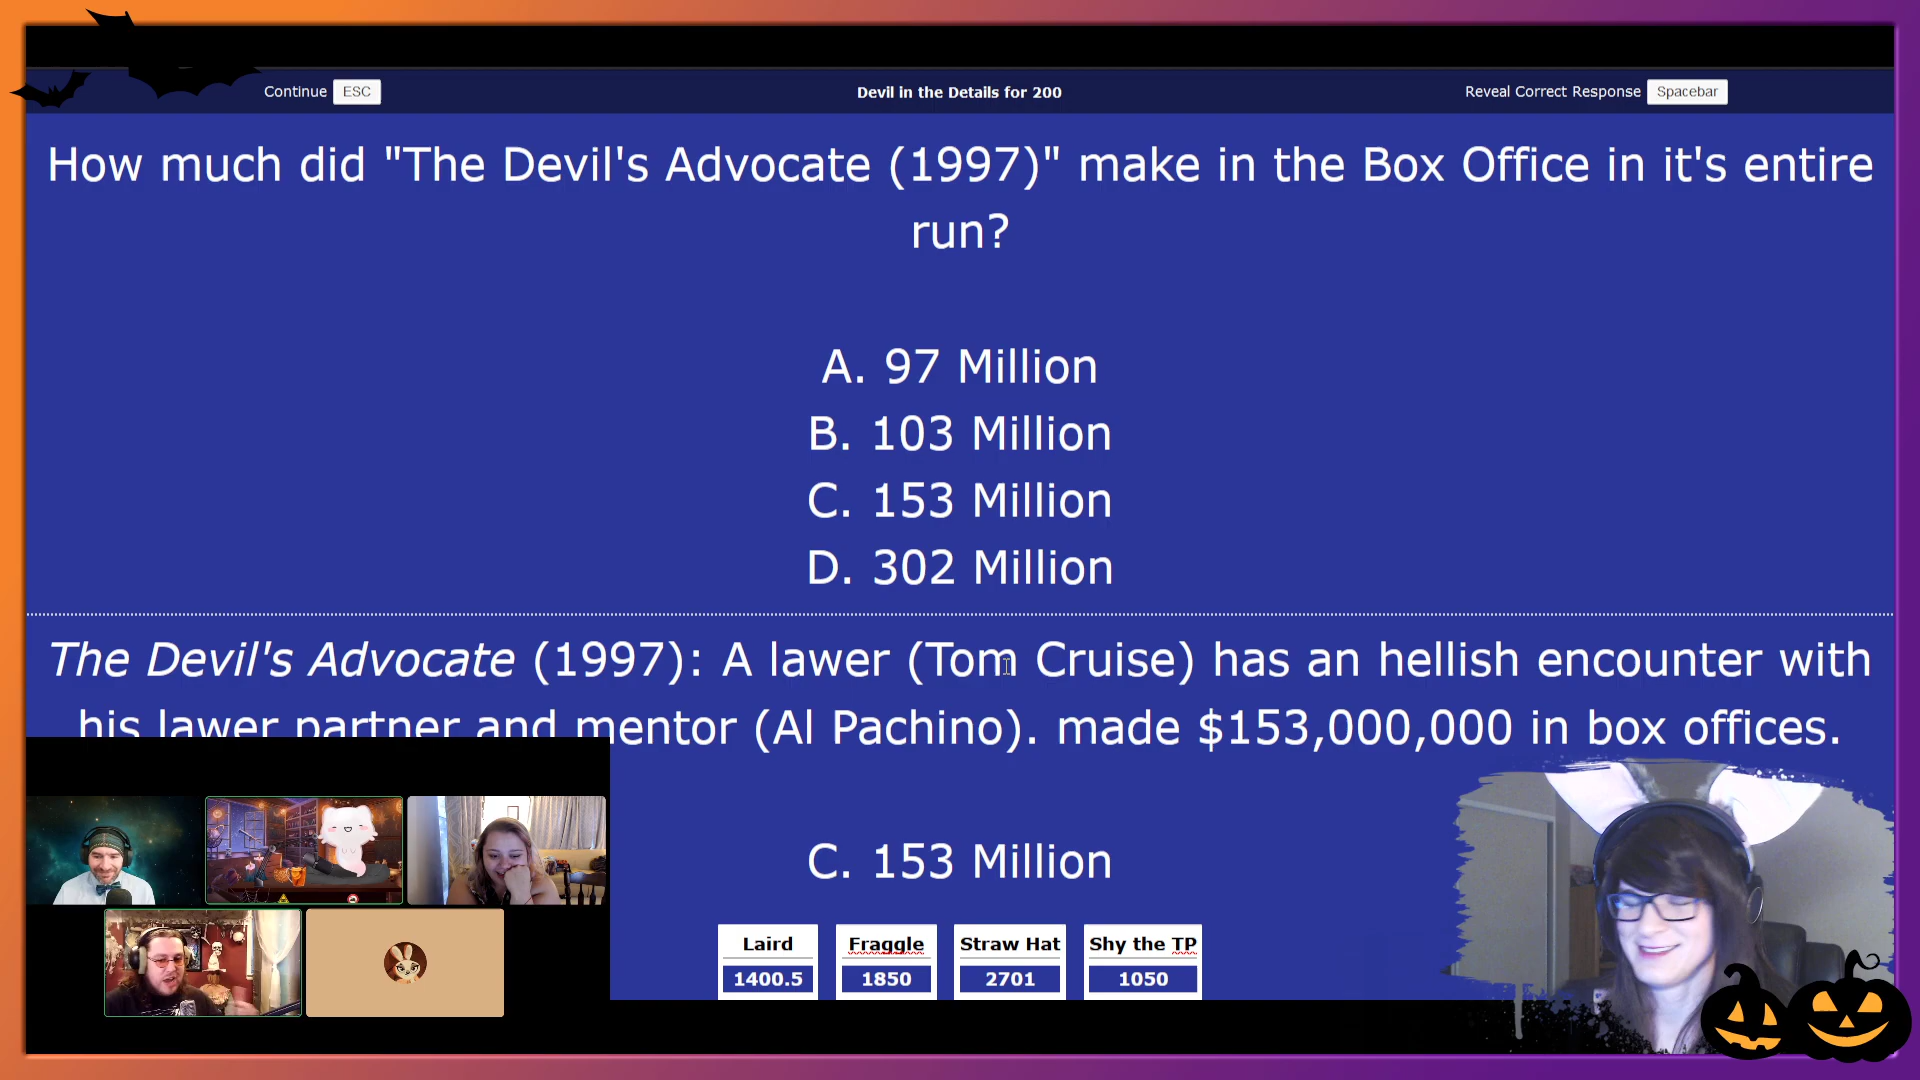 Continue ESC Devil in the Details for 200 Reveal Correct Response Spacebar
How much did "The Devil's Advocate (1997)" make in the Box Office in it's entire
run?
A. 97 Million
B. 103 Million
C. 153 Million
D. 302 Million
The Devil's Advocate (1997): A lawer (Tom Cruise) has an hellish encounter with
his lawer partner and mentor (Al Pachino). made $153,000,000 in box offices.
C. 153 Million
Laird Fraggle Straw Hat Shy the TP
1400.5 1850 2701 1050